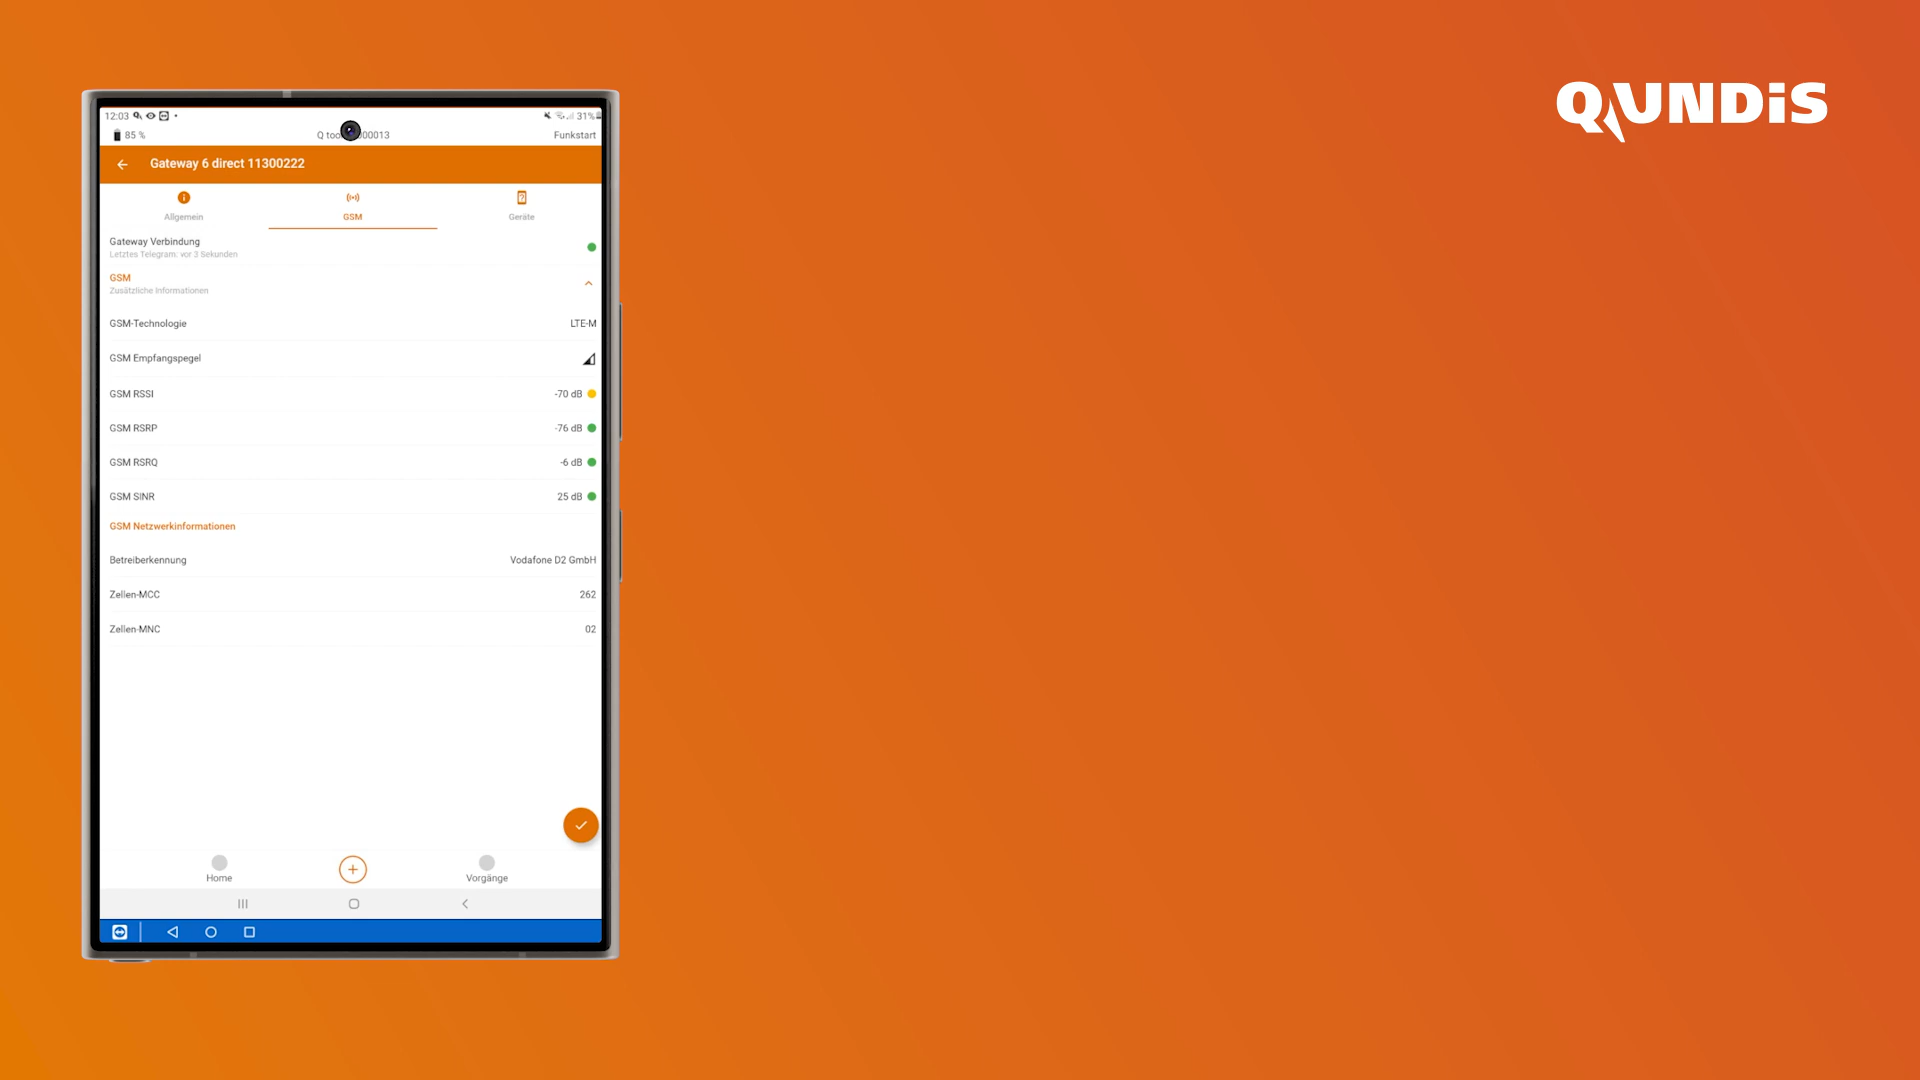 QUNDIS
12:03
31%
85 %
Funkstart
Gateway 6 direct 11300222
Allgemein
GSM
Geräte
Gateway Verbindung
Letztes Telegram: vor 3 Sekunden
GSM
Zusätzliche Informationen
GSM-Technologie LTE-M
GSM Empfangspegel
GSM RSSI -70 dB
GSM RSRP -76 dB
GSM RSRQ -6 dB
GSM SINR 25 dB
GSM Netzwerkinformationen
Betreiberkennung Vodafone D2 GmbH
Zellen-MCC 262
Zellen-MNC 02
Home
Vorgänge